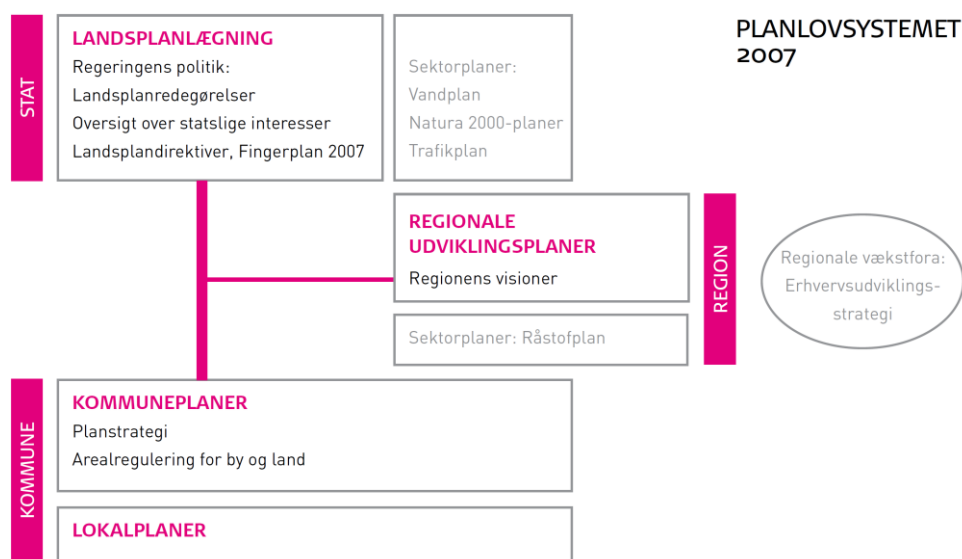 PLANLOVSYSTEMET
2007
STAT
LANDSPLANLÆGNING
Regeringens politik:
Landsplanredegørelser
Oversigt over statslige interesser
Landsplandirektiver, Fingerplan 2007
Sektorplaner:
Vandplan
Natura 2000-planer
Trafikplan
REGIONALE
UDVIKLINGSPLANER
Regionens visioner
Sektorplaner: Råstofplan
REGION
Regionale vækstfora:
Erhvervsudviklings-
strategi
KOMMUNE
KOMMUNEPLANER
Planstrategi
Arealregulering for by og land
LOKALPLANER